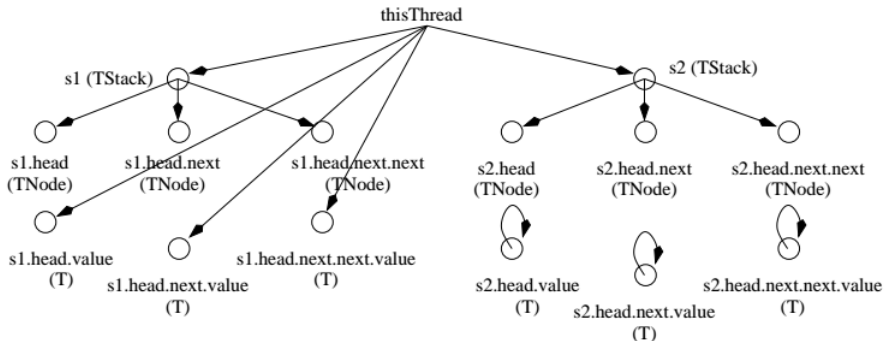 thisThread
s1 (TStack)
s2 (TStack)
s1.head
(TNode)
s1.head.next
(TNode)
s1.head.next.next
(TNode)
s2.head
(TNode)
s2.head.next
(TNode)
s2.head.next.next
(TNode)
s1.head.value
(T)
s1.head.next.value
(T)
s1.head.next.next.value
(T)
s2.head.value
(T)
s2.head.next.value
(T)
s2.head.next.next.value
(T)